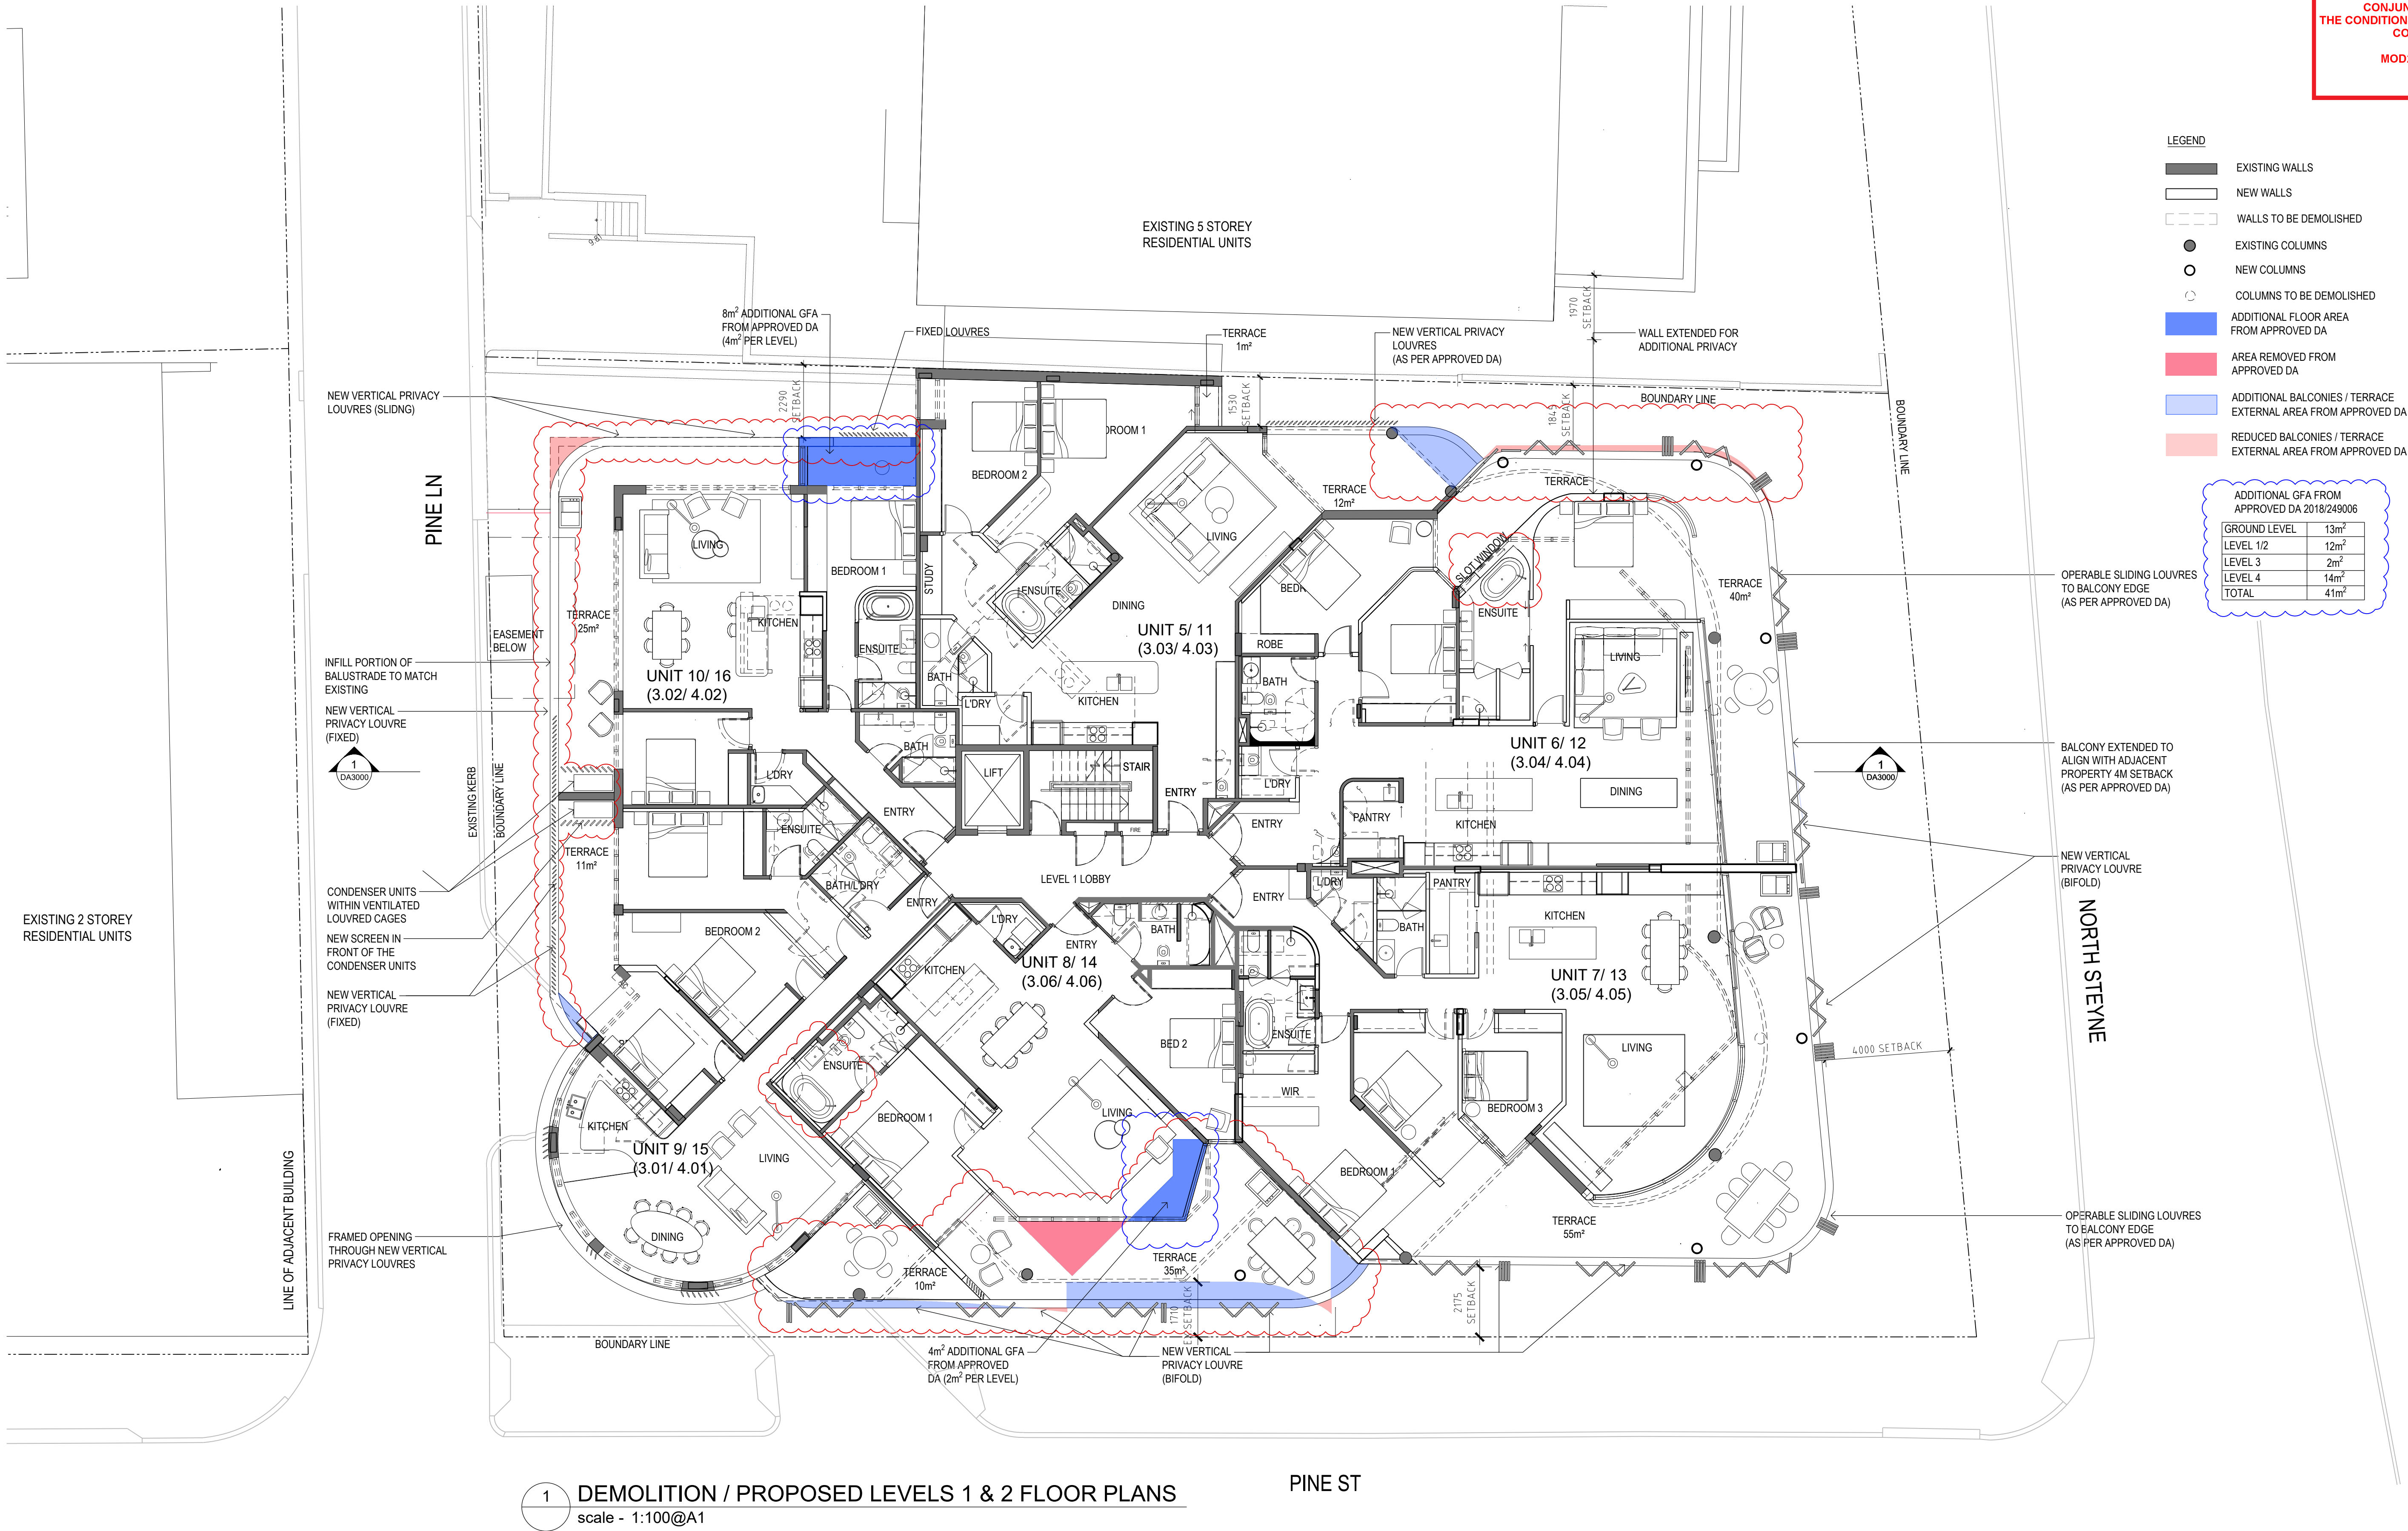 CONJUN
THE CONDITION
CO
MOD
LEGEND
EXISTING WALLS
NEW WALLS
WALLS TO BE DEMOLISHED
EXISTING COLUMNS
NEW COLUMNS
COLUMNS TO BE DEMOLISHED
ADDITIONAL FLOOR AREA
FROM APPROVED DA
AREA REMOVED FROM
APPROVED DA
ADDITIONAL BALCONIES / TERRACE
EXTERNAL AREA FROM APPROVED DA
REDUCED BALCONIES / TERRACE
EXTERNAL AREA FROM APPROVED DA
ADDITIONAL GFA FROM
APPROVED DA 2018/249006
GROUND LEVEL 13m²
LEVEL 1/2 12m²
LEVEL 3 2m²
LEVEL 4 14m²
TOTAL 41m²
EXISTING 5 STOREY
RESIDENTIAL UNITS
1970
SETBACK
8m² ADDITIONAL GFA
FROM APPROVED DA
(4m² PER LEVEL)
FIXED LOUVRES
TERRACE
1m²
NEW VERTICAL PRIVACY
LOUVRES
(AS PER APPROVED DA)
WALL EXTENDED FOR
ADDITIONAL PRIVACY
NEW VERTICAL PRIVACY
LOUVRES (SLIDNG)
2290
SETBACK
1530
SETBACK
SETBACK
BOUNDARY LINE
BOUNDARY LINE
PINE LN
BEDROOM 2
TERRACE
12m²
TERRACE
LIVING
LIVING
SLOT WINDOW
BEDROOM 1
STUDY
ENSUITE
DINING
ENSUITE
TERRACE
40m²
OPERABLE SLIDING LOUVRES
TO BALCONY EDGE
(AS PER APPROVED DA)
TERRACE
25m²
KITCHEN
EASEMENT
BELOW
ENSUITE
UNIT 5/ 11
(3.03/ 4.03)
ROBE
LIVING
INFILL PORTION OF
BALUSTRADE TO MATCH
EXISTING
UNIT 10/ 16
(3.02/ 4.02)
BATH
BATH
L'DRY
KITCHEN
NEW VERTICAL
PRIVACY LOUVRE
(FIXED)
BATH
UNIT 6/ 12
(3.04/ 4.04)
BALCONY EXTENDED TO
ALIGN WITH ADJACENT
PROPERTY 4M SETBACK
(AS PER APPROVED DA)
1
DA3000
1
DA3000
L'DRY
LIFT
STAIR
L'DRY
ENTRY
DINING
EXISTING KERB
BOUNDARY LINE
ENTRY
ENTRY
PANTRY
KITCHEN
ENSUITE
FIRE
TERRACE
11m²
NEW VERTICAL
PRIVACY LOUVRE
(BIFOLD)
LEVEL 1 LOBBY
BATH/L'DRY
L'DRY
PANTRY
CONDENSER UNITS
WITHIN VENTILATED
LOUVRED CAGES
ENTRY
ENTRY
L'DRY
KITCHEN
EXISTING 2 STOREY
RESIDENTIAL UNITS
BEDROOM 2
BATH
BATH
NORTH STEYNE
NEW SCREEN IN
FRONT OF THE
CONDENSER UNITS
ENTRY
UNIT 8/ 14
(3.06/ 4.06)
KITCHEN
UNIT 7/ 13
(3.05/ 4.05)
NEW VERTICAL
PRIVACY LOUVRE
(FIXED)
ENSUITE
BED 2
ENSUITE
LIVING
4000 SETBACK
WIR
BEDROOM 3
BEDROOM 1
LIVING
KITCHEN
UNIT 9/ 15
(3.01/ 4.01)
LIVING
BEDROOM 1
LINE OF ADJACENT BUILDING
FRAMED OPENING
THROUGH NEW VERTICAL
PRIVACY LOUVRES
DINING
TERRACE
55m²
OPERABLE SLIDING LOUVRES
TO BALCONY EDGE
(AS PER APPROVED DA)
TERRACE
10m²
TERRACE
35m²
1710
SETBACK
2175
SETBACK
BOUNDARY LINE
4m² ADDITIONAL GFA
FROM APPROVED
DA (2m² PER LEVEL)
NEW VERTICAL
PRIVACY LOUVRE
(BIFOLD)
PINE ST
1
DEMOLITION / PROPOSED LEVELS 1 & 2 FLOOR PLANS
scale - 1:100@A1